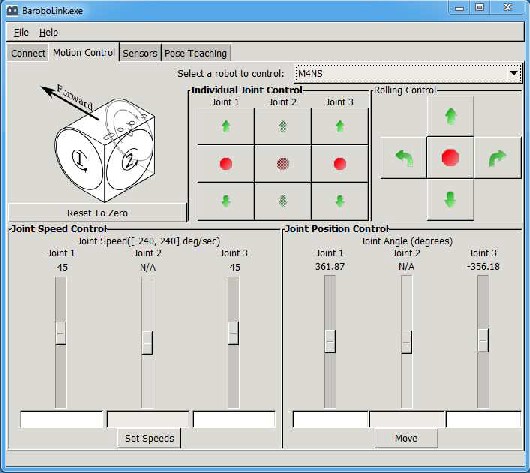 BaroboLink.exe
File Help
Connect Motion Control Sensors Pose Teaching
Select a robot to control: M4NS
Forward
1 2
Reset To Zero
Individual Joint Control
Joint 1 Joint 2 Joint 3
Rolling Control
Joint Speed Control
Joint Speed([-240, 240] deg/sec)
Joint 1 Joint 2 Joint 3
45 N/A 45
Set Speeds
Joint Position Control
Joint Angle (degrees)
Joint 1 Joint 2 Joint 3
361.87 N/A -356.18
Move